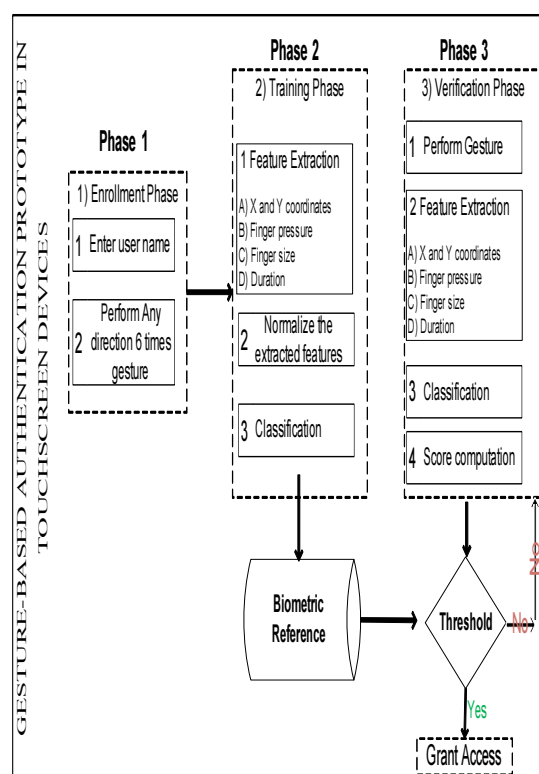 GESTURE-BASED AUTHENTICATION PROTOTYPE IN
TOUCHSCREEN DEVICES
Phase 1
1) Enrollment Phase
1 Enter user name
Perform Any
2 direction 6 times
gesture
Phase 2
2) Training Phase
1 Feature Extraction
A) X and Y coordinates
B) Finger pressure
C) Finger size
D) Duration
2 Normalize the
extracted features
3 Classification
Biometric
Reference
Phase 3
3) Verification Phase
1 Perform Gesture
2 Feature Extraction
A) X and Y coordinates
B) Finger pressure
C) Finger size
D) Duration
3 Classification
4 Score computation
Threshold
No
No
Yes
Grant Access